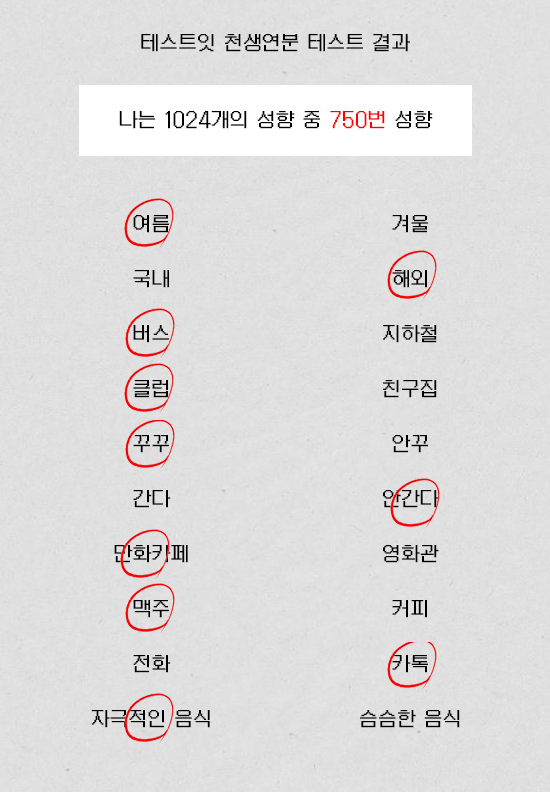 테스트잇 천생연분 테스트 결과
나는 1024개의 성향 중 750번 성향
여름 겨울
국내 해외
버스 지하철
클럽 친구집
꾸꾸 안꾸
간다 안간다
만화카페 영화관
맥주 커피
전화 카톡
자극적인 음식 슴슴한 음식